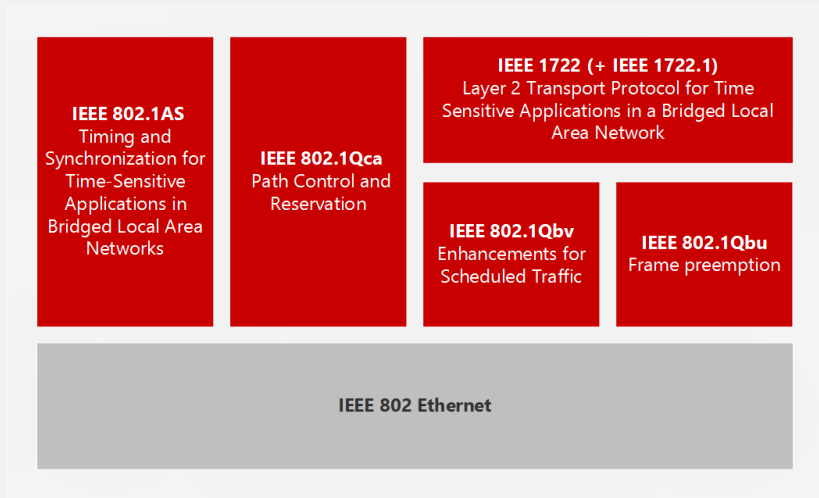 IEEE 802.1AS
Timing and
Synchronization for
Time-Sensitive
Applications in
Bridged Local Area
Networks
IEEE 802.1Qca
Path Control and
Reservation
IEEE 1722 (+ IEEE 1722.1)
Layer 2 Transport Protocol for Time
Sensitive Applications in a Bridged Local
Area Network
IEEE 802.1Qbv
Enhancements for
Scheduled Traffic
IEEE 802.1Qbu
Frame preemption
IEEE 802 Ethernet